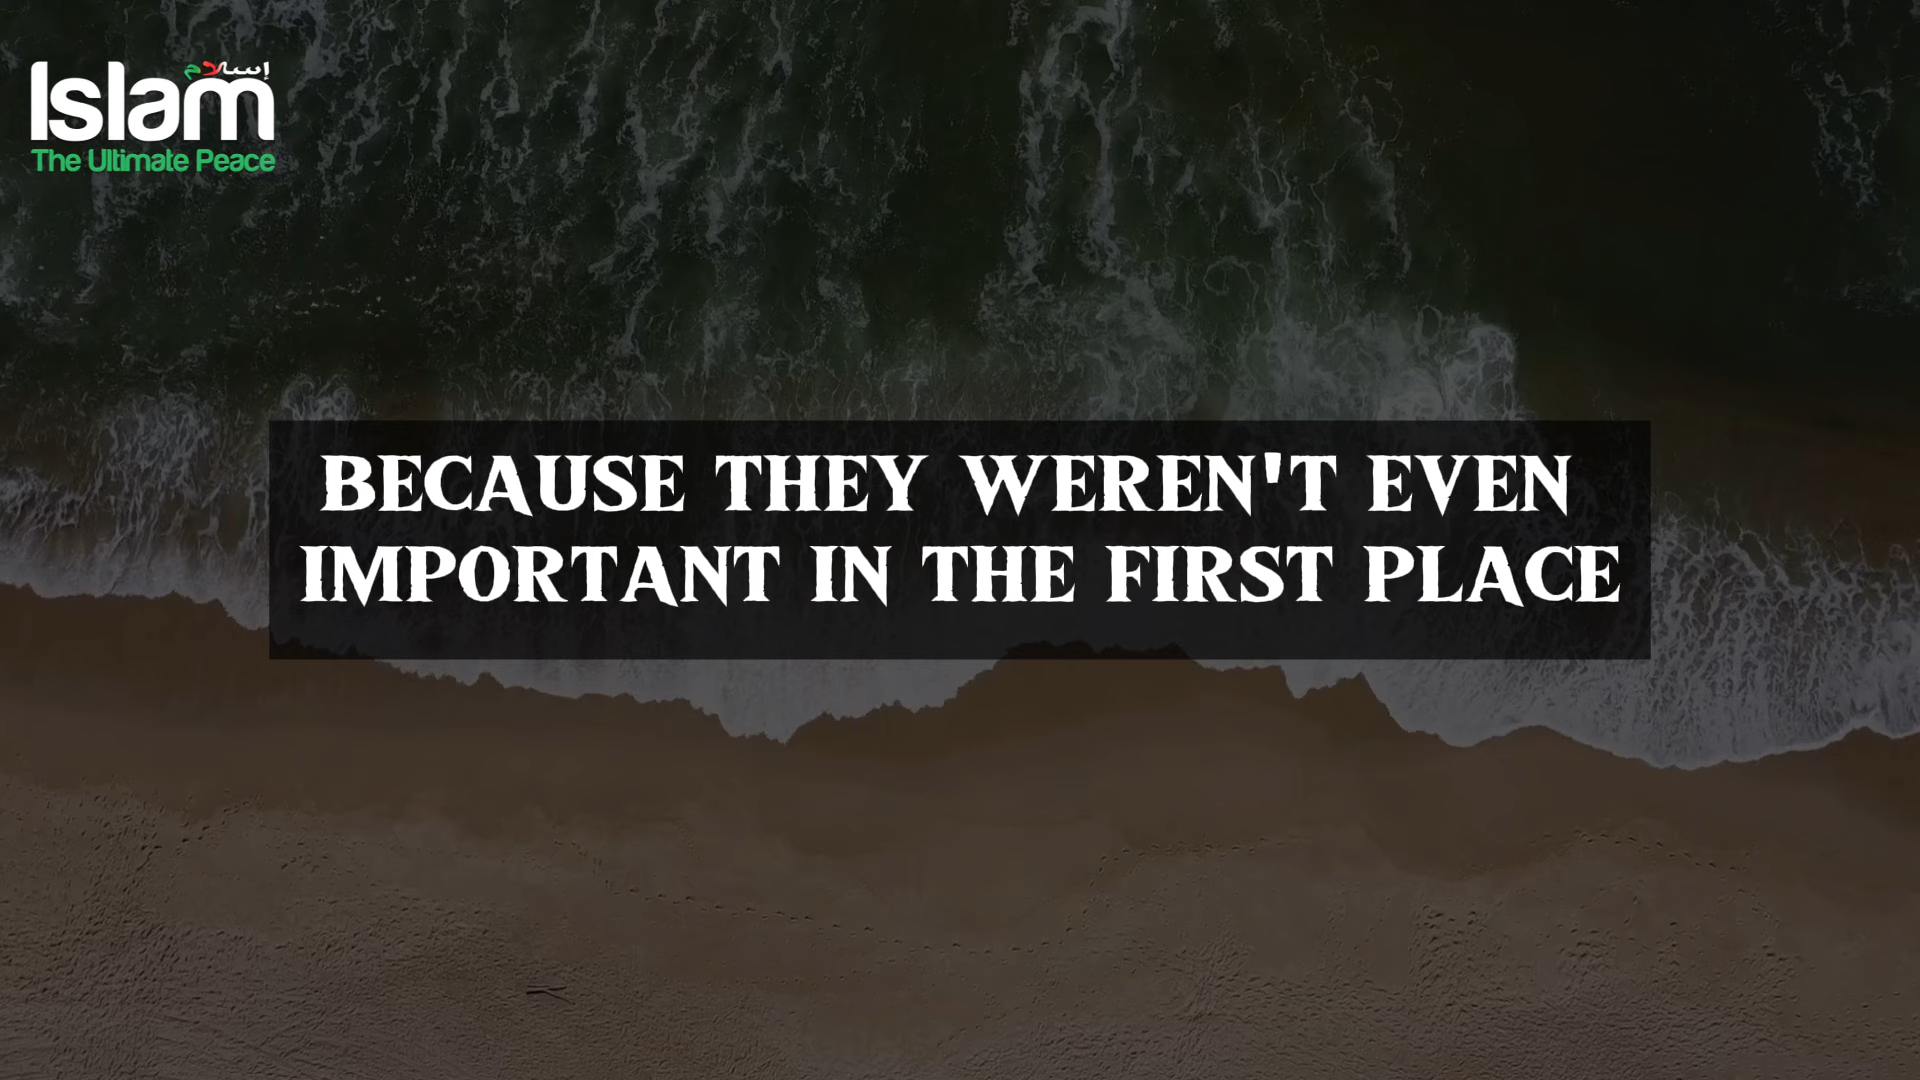 إسلام
Islam
The Ultimate Peace
BECAUSE THEY WEREN'T EVEN
IMPORTANT IN THE FIRST PLACE